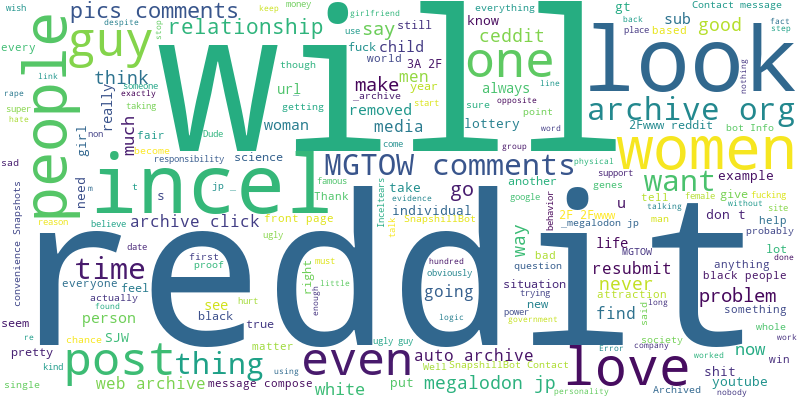 wish
despite
pics comments
guy
stop
relationship
think
really
every
link
people
rape
super
hate
exactly
someone
taking
much
though
url
getting
woman
girl
need
non
Dude
fair
become
responsibility
science
sad
m
t
s
jp _
incel
Will
keep
money
girlfriend
use
say
still
fuck
child
world
3A 2F
make
men
_archive
year
removed
start
media
lottery
come
everything
know
ceddit
one
always
line
sure
opposite
point
word
group
gt
back
place
sub
based
Contact message
fact
step
good
look
nothing
archive org
2Fwww reddit
bot Info
women
MGTOW comments
physical
support
genes
want
example
Thank
famous
Inceltears
take
evidence
individual
talk
SnapshillBot
go
another
google
way
behavior
2F 2Fwww
_megalodon jp
u
don t
tell
talking
man
female
give
without
fucking
site
help
probably
convenience Snapshots
reason
believe
archive click
front page
ugly
date
time
everyone
feel
actually
found
first
proof
see
hurt
right
must
little
enough
hundred
obviously
logic
going
bad
question
situation
trying
new
power
government
life
MGTOW
resubmit
attraction
find
said
long
never
lot
done
anything
black people
problem
something
seem
re
pretty
kind
single
person
SJW
chance
black
true
matter
reddit
society
whole
work
now
win
post
thing
even
using
ugly guy
auto archive
Well
SnapshillBot Contact
web archive
message compose
white
put
megalodon jp
personality
Error
company
love
worked
Archived
shit
youtube
nobody